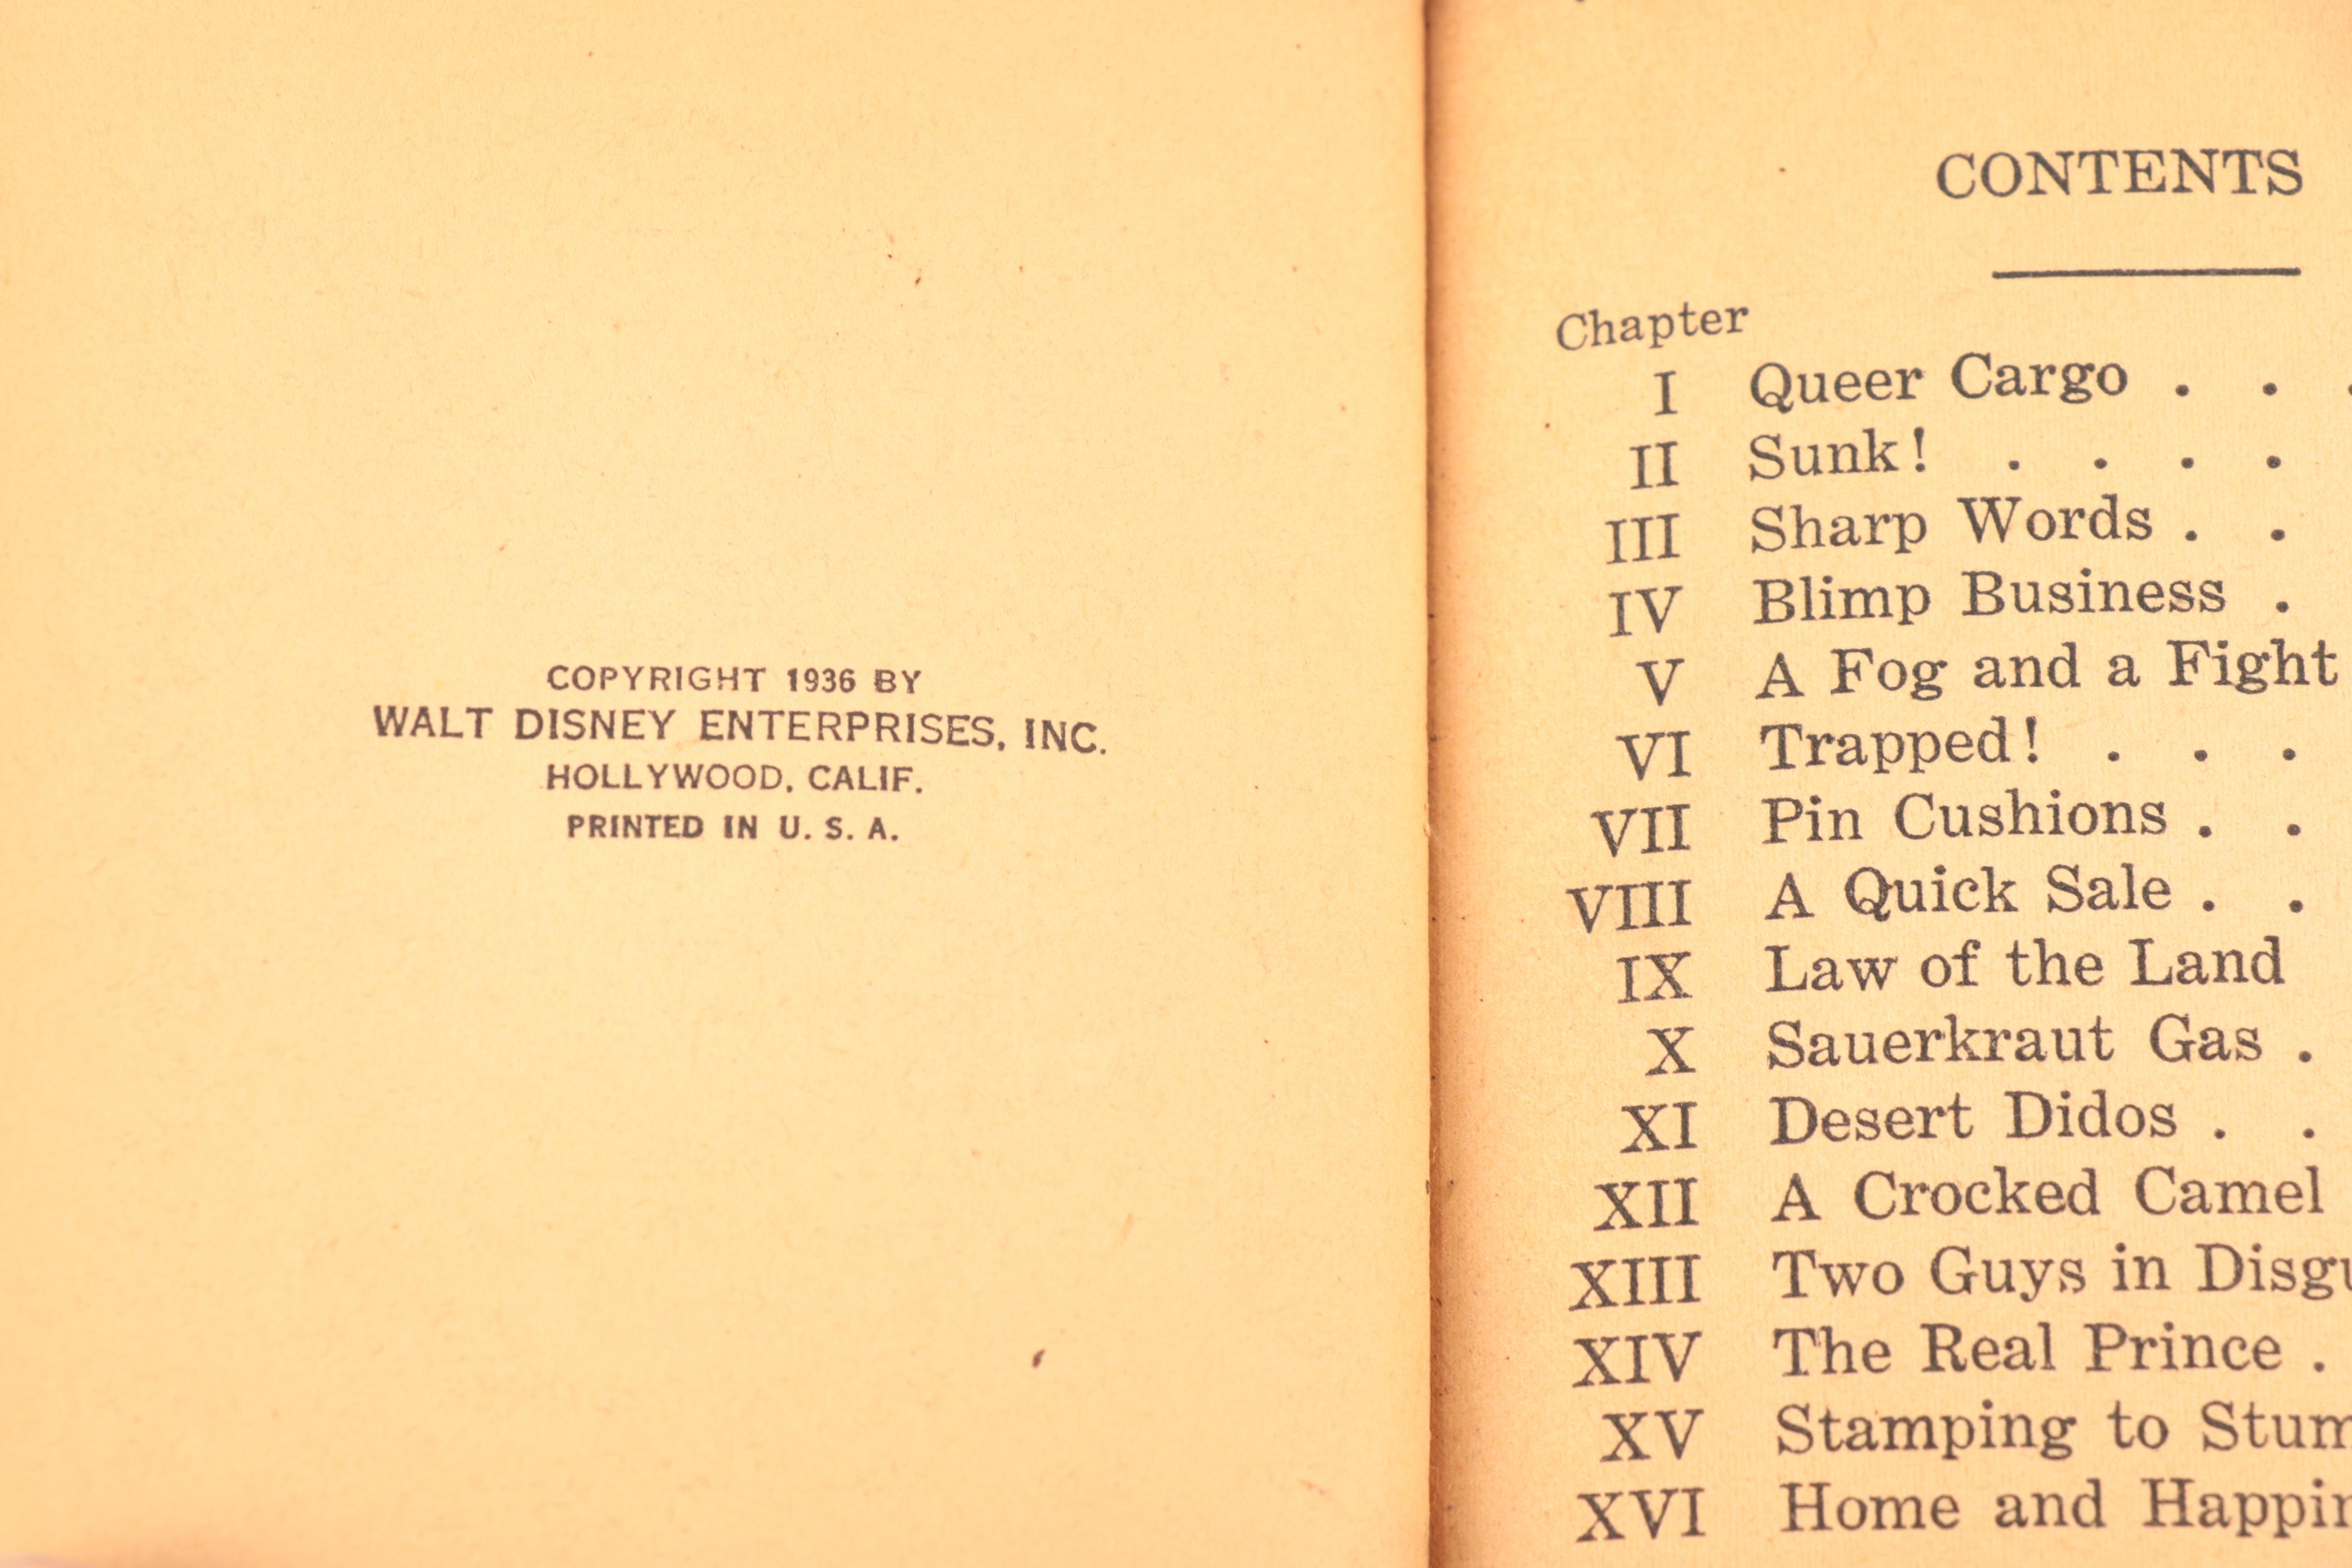 COPYRIGHT 1936 BY
WALT DISNEY ENTERPRISES, INC.
HOLLYWOOD, CALIF.
PRINTED IN U. S. A.
CONTENTS
Chapter
I Queer Cargo . . .
II Sunk! . . . .
III Sharp Words . .
IV Blimp Business .
V A Fog and a Fight
VI Trapped! . . .
VII Pin Cushions . .
VIII A Quick Sale . .
IX Law of the Land
X Sauerkraut Gas .
XI Desert Didos . .
XII A Crocked Camel
XIII Two Guys in
XIV The Real Prince .
XV Stamping to
XVI Home and